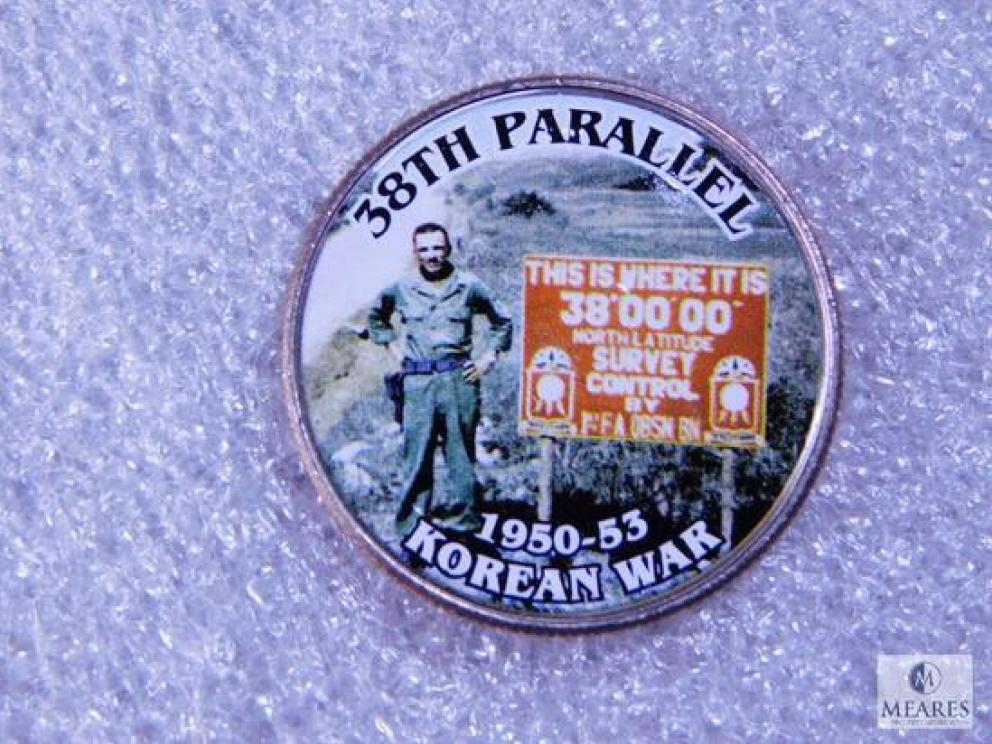 38TH PARALLEL
THIS IS WHERE IT IS
38°00'00"
NORTH LATITUDE
SURVEY
CONTROL
BY
1ST F.A. OBSN BN
1950-53
KOREAN WAR
M
MEARES